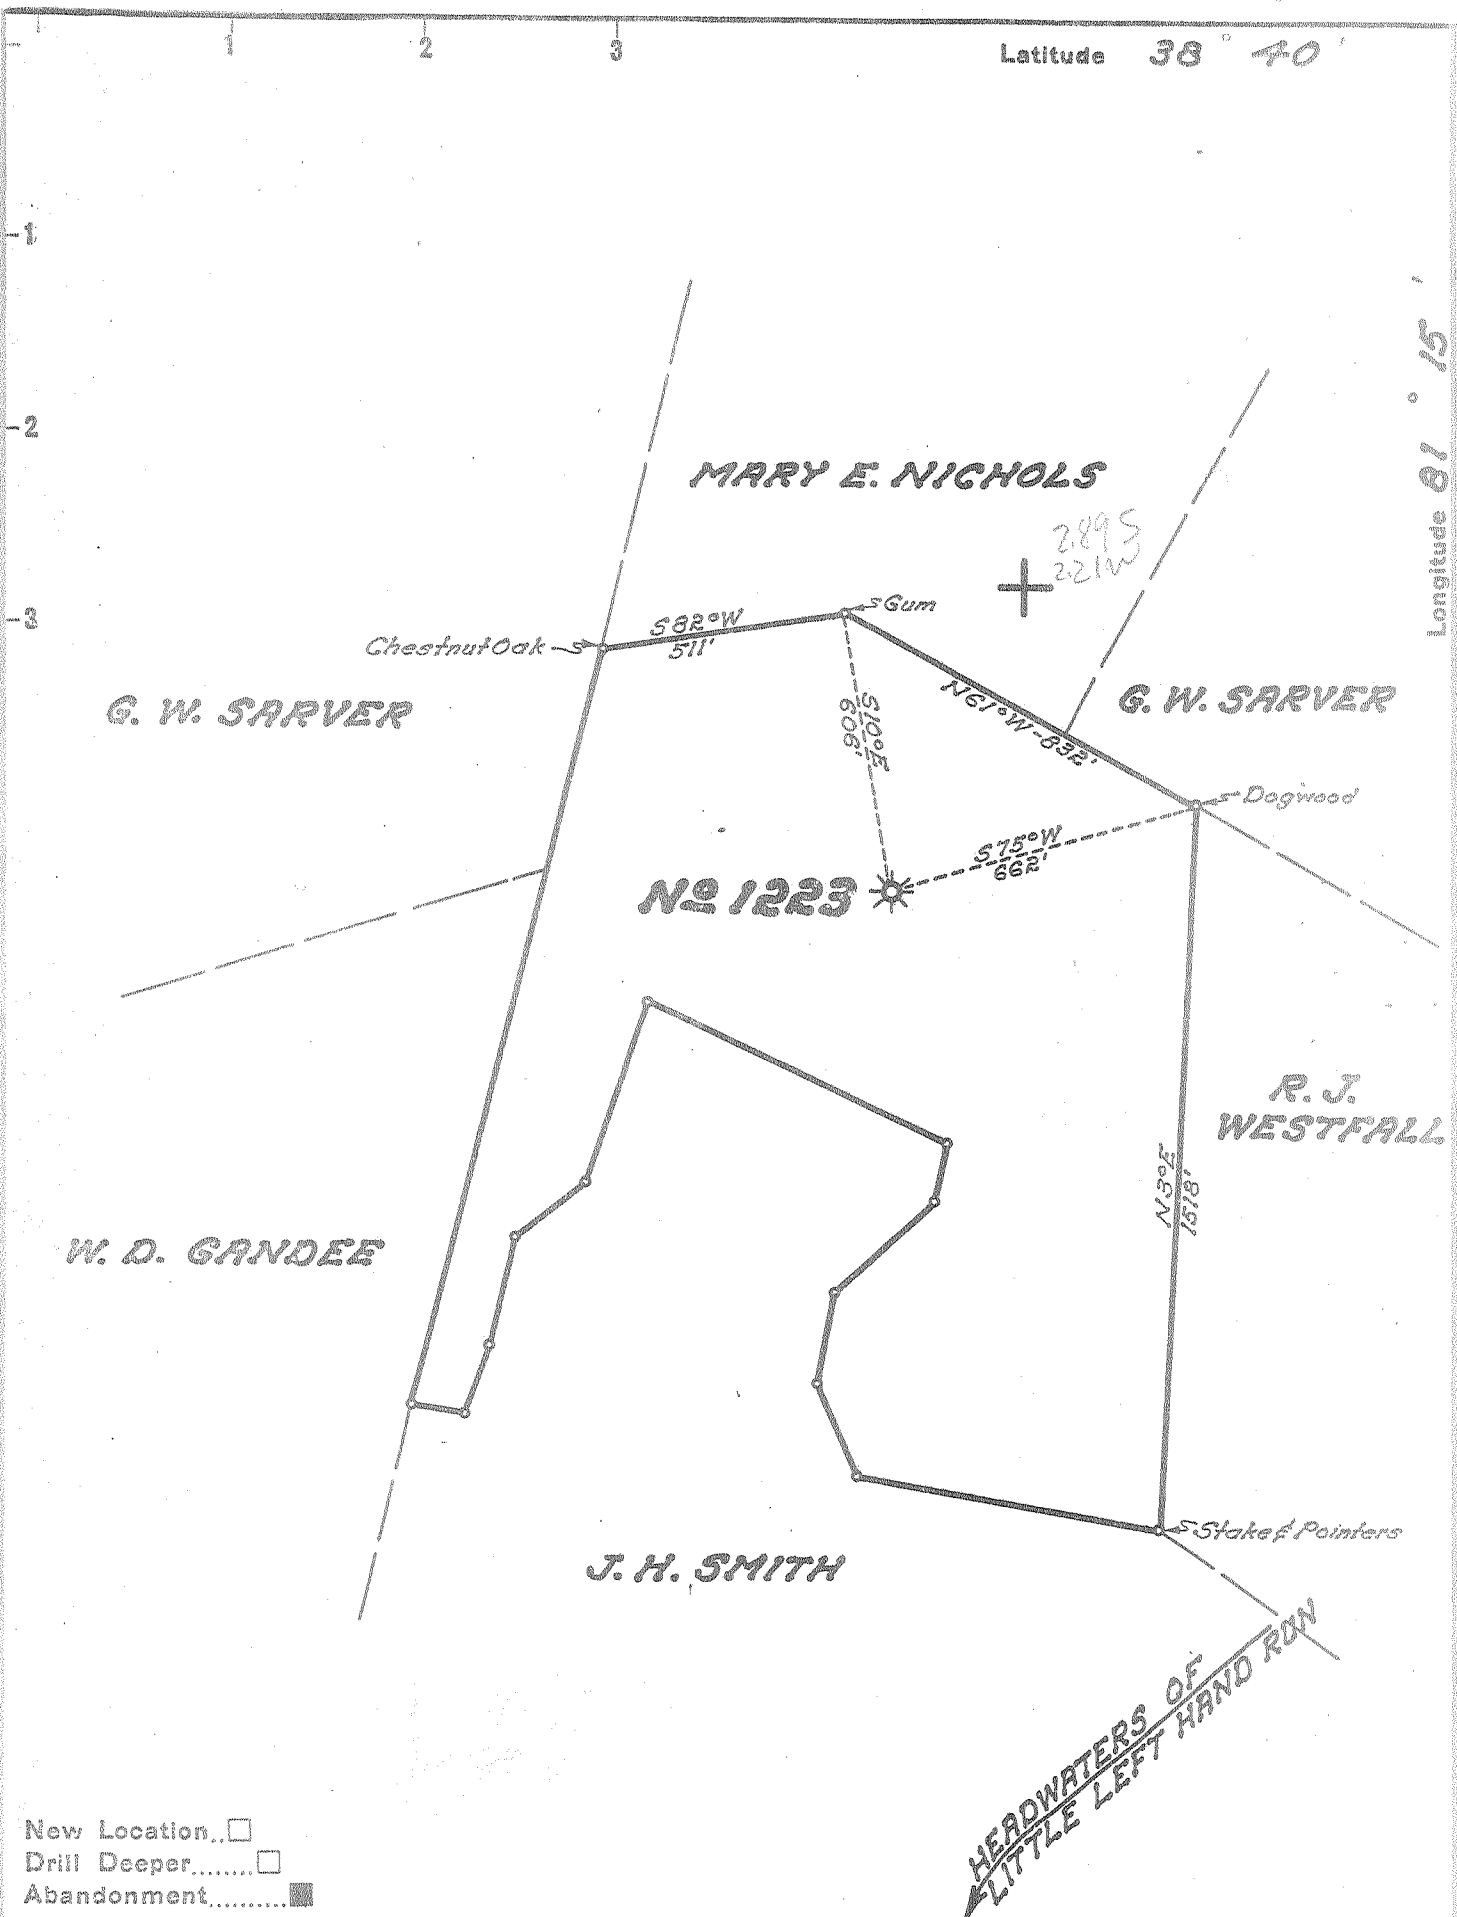 1 2 3
Latitude 38° 40'
1
2
3
Longitude 81° 15'
MARY E. NICHOLS
2.89 S
2.21 W
Gum
S82°W
511'
Chestnut Oak
G. W. SARVER
G. W. SARVER
N61°W-832'
S10°E
606'
Dogwood
S75°W
662'
No 1223
R. J.
WESTFALL
N3°E
1518'
W. D. GANDEE
Stake & Pointers
J. H. SMITH
HEADWATERS OF
LITTLE LEFT HAND RUN
New Location..
Drill Deeper.......
Abandonment.........